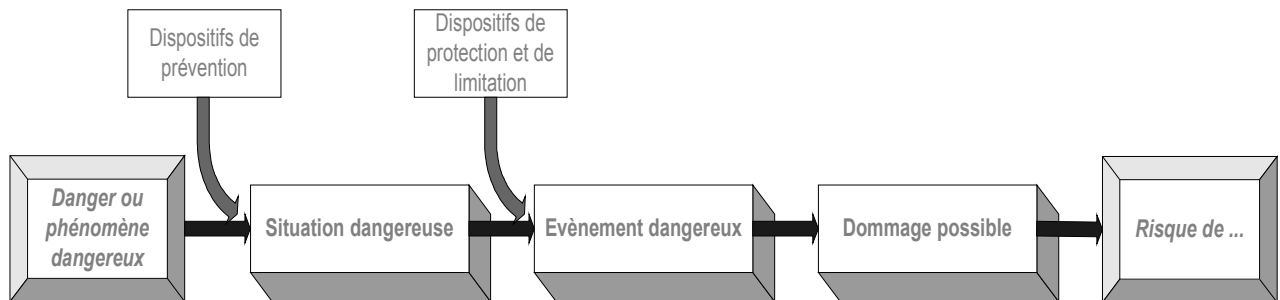 Dispositifs de
prévention
Dispositifs de
protection et de
limitation
Danger ou
phénomène
dangereux
Situation dangereuse
Evènement dangereux
Dommage possible
Risque de ...